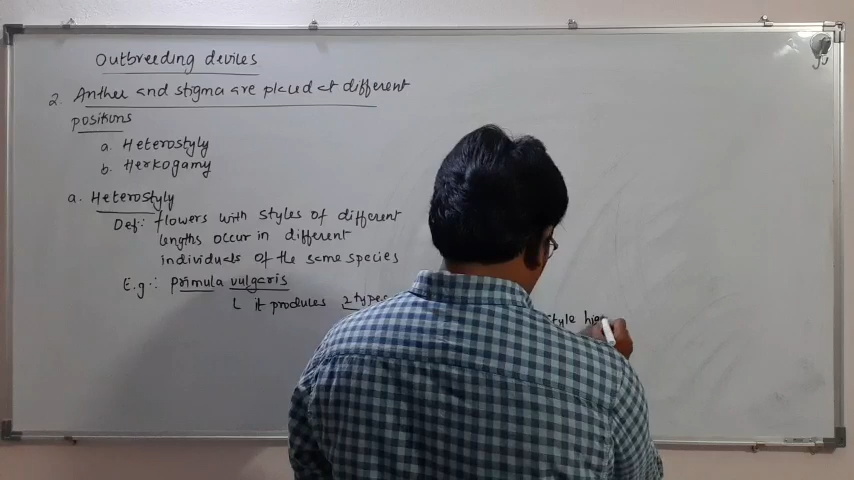 Outbreeding devices
2. Anther and stigma are placed at different
positions
a. Heterostyly
b. Herkogamy
a. Heterostyly
Def:- flowers with styles of different
lengths occur in different
individuals of the same species
E.g:- primula vulgaris
it produces 2 types
style hig